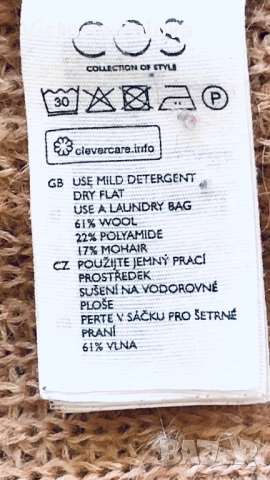 COS
COLLECTION OF STYLE
30 P
clevercare.info
GB USE MILD DETERGENT
DRY FLAT
USE A LAUNDRY BAG
61% WOOL
22% POLYAMIDE
17% MOHAIR
CZ POUŽIJTE JEMNÝ PRACÍ
PROSTŘEDEK
SUŠENÍ NA VODOROVNÉ
PLOŠE
PERTE V SÁČKU PRO ŠETRNÉ
PRANÍ
61% VLNA